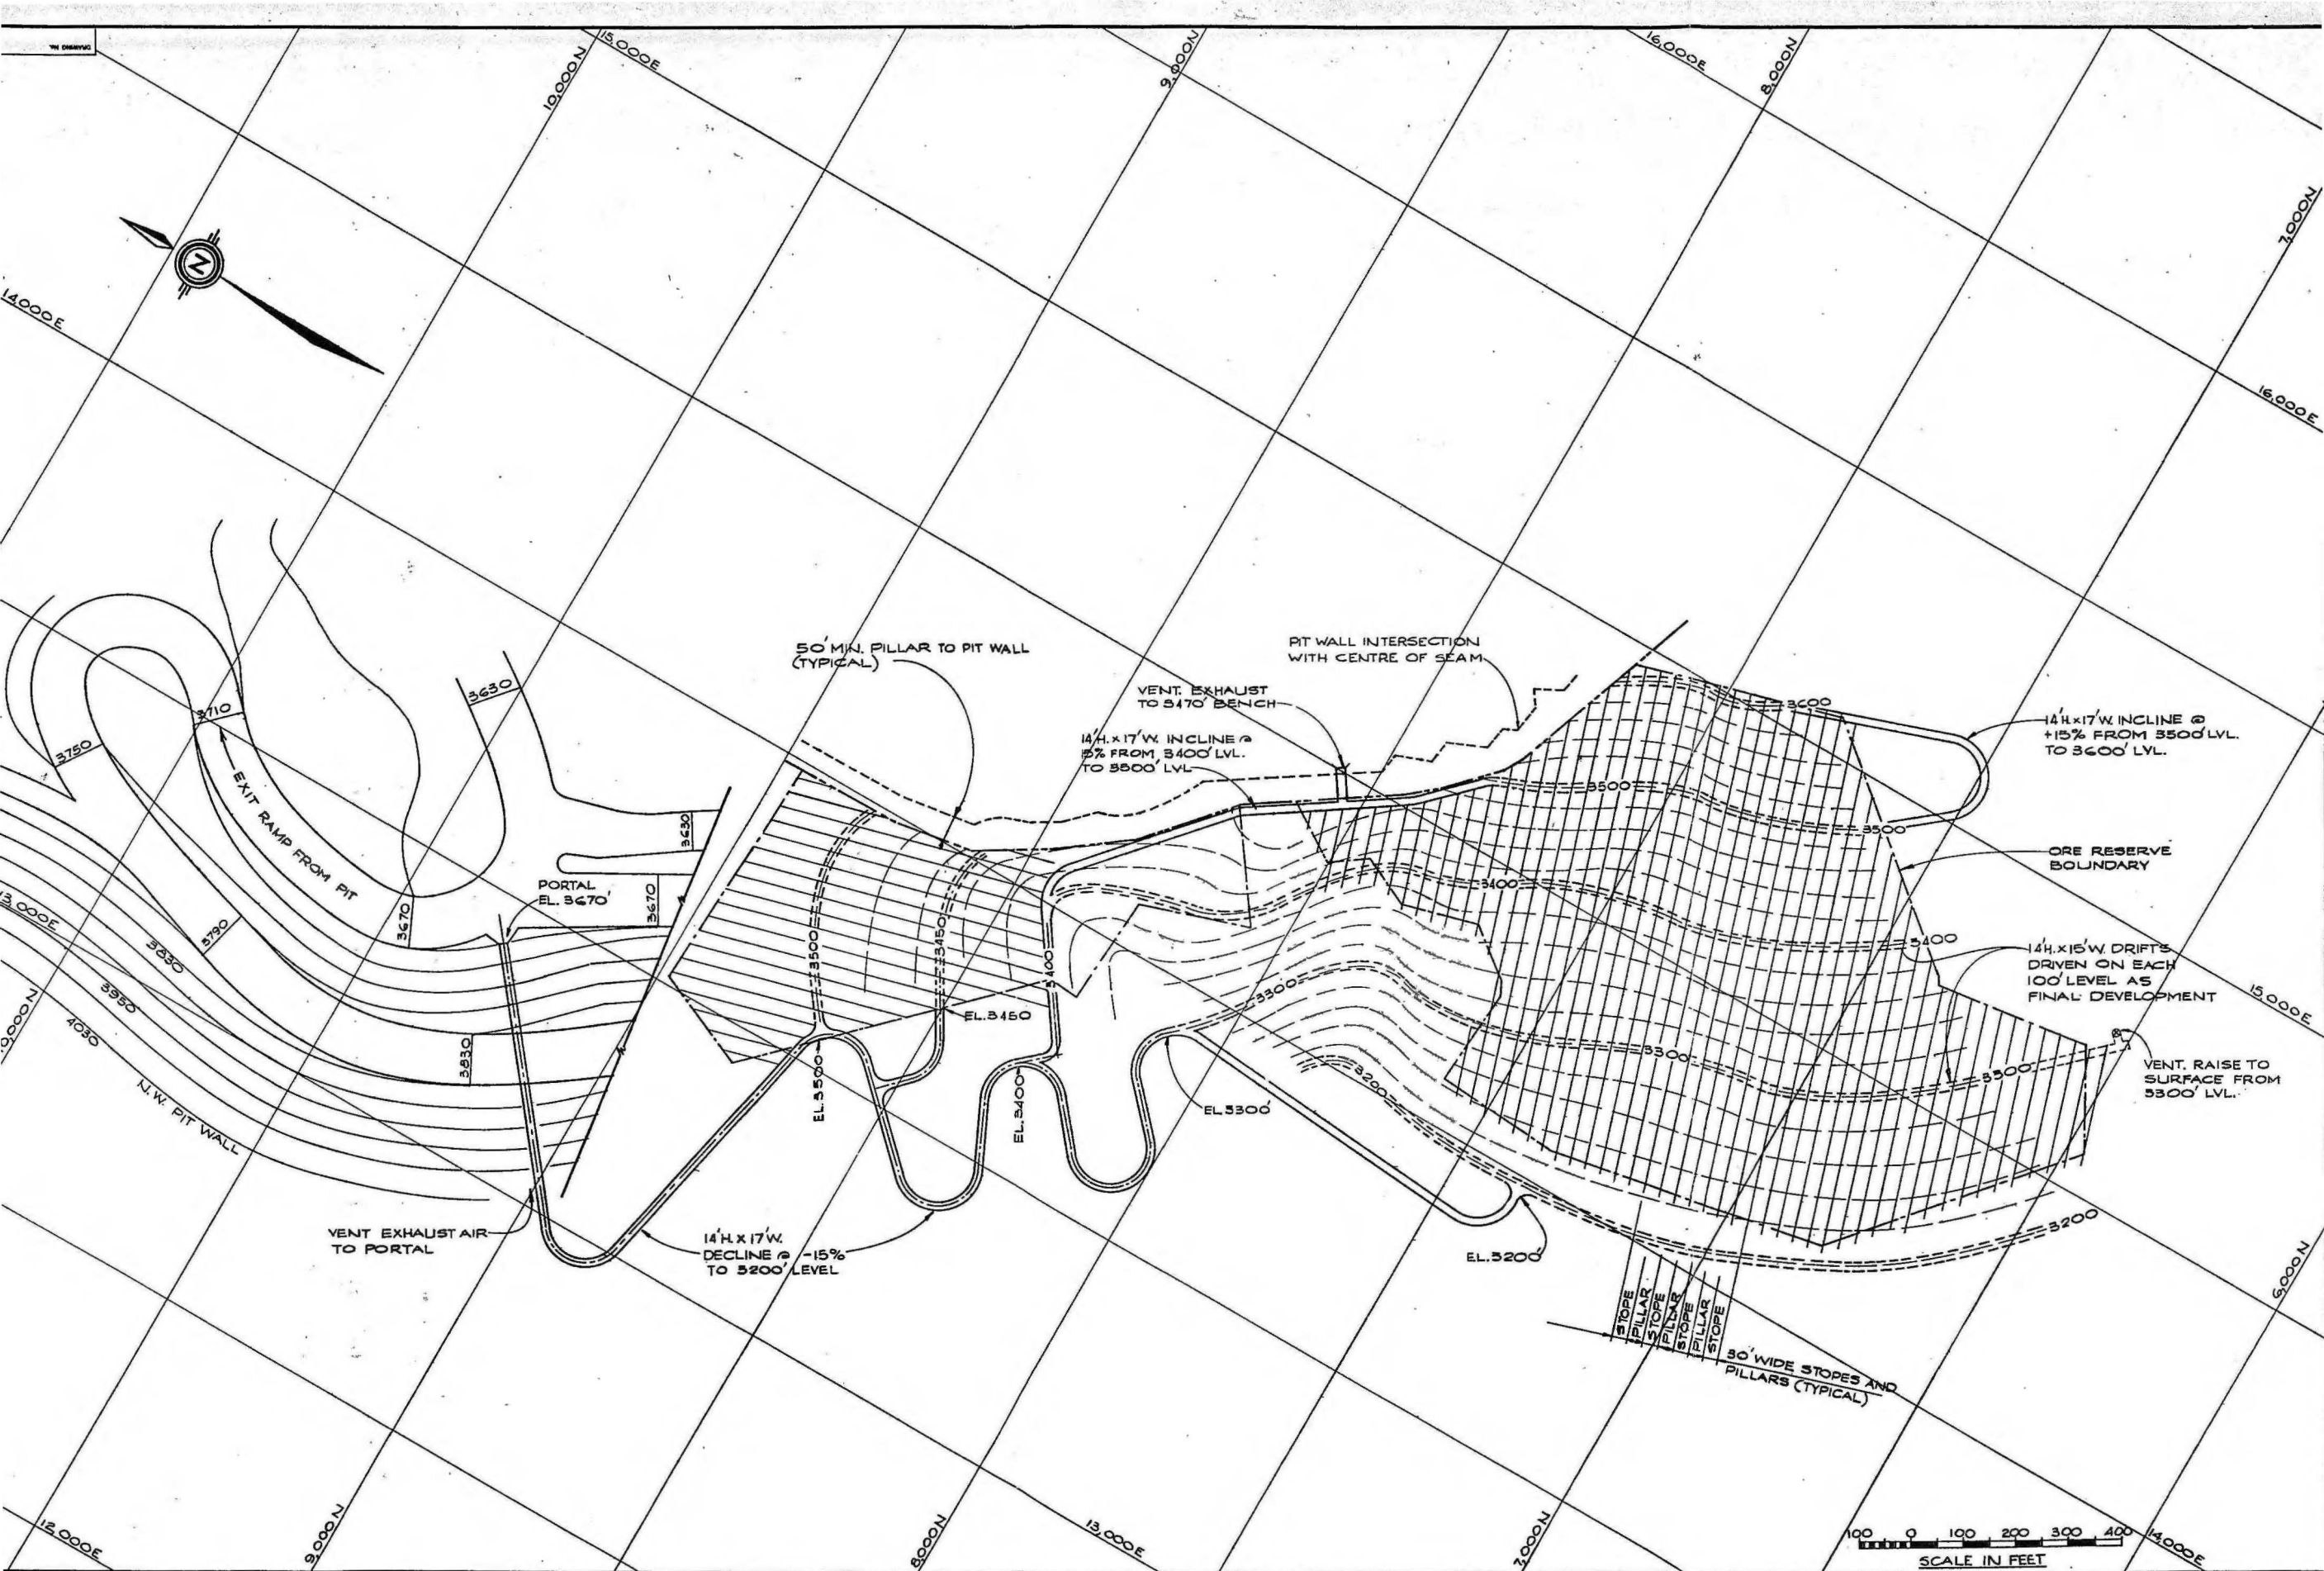 DRAWING No.
15,000E
10,000N
9,000N
16,000E
8,000N
7,000N
N
14,000E
16,000E
50' MIN. PILLAR TO PIT WALL
(TYPICAL)
PIT WALL INTERSECTION
WITH CENTRE OF SEAM
VENT. EXHAUST
TO 3470' BENCH
14'H. x 17'W. INCLINE @
15% FROM 3400' LVL.
TO 3500' LVL
3630
3710
3750
EXIT RAMP FROM PIT
3630
3600
14'H x 17'W. INCLINE @
+15% FROM 3500' LVL.
TO 3600' LVL.
3500
3500
ORE RESERVE
BOUNDARY
PORTAL
EL. 3670'
3670
3670
3400
3400
13,000E
3790
3830
3950
4030
N.W. PIT WALL
3830
3500
3450
3400
3300
14'H. x 15'W. DRIFTS
DRIVEN ON EACH
100' LEVEL AS
FINAL DEVELOPMENT
15,000E
EL. 3450
3300
3300
3200
VENT. RAISE TO
SURFACE FROM
3300' LVL.
EL. 3500'
EL. 3400'
EL. 3300'
VENT EXHAUST AIR
TO PORTAL
14'H. X 17'W.
DECLINE @ -15%
TO 3200' LEVEL
EL. 3200'
3200
6,000N
STOPE
PILLAR
STOPE
PILLAR
STOPE
PILLAR
STOPE
30' WIDE STOPES AND
PILLARS (TYPICAL)
12,000E
9,000N
8,000N
13,000E
7,000N
100 0 100 200 300 400
SCALE IN FEET
14,000E